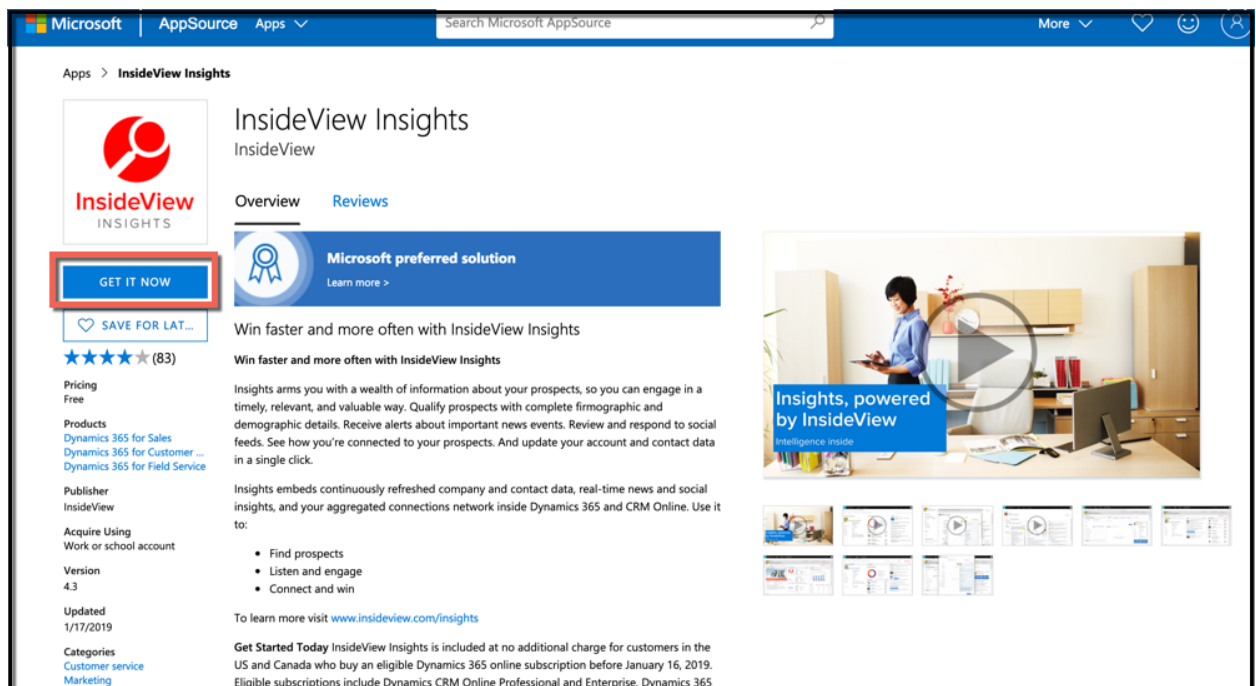 Microsoft AppSource Apps
Search Microsoft AppSource
More
Apps > InsideView Insights
InsideView
INSIGHTS
GET IT NOW
SAVE FOR LAT...
(83)
Pricing
Free
Products
Dynamics 365 for Sales
Dynamics 365 for Customer ...
Dynamics 365 for Field Service
Publisher
InsideView
Acquire Using
Work or school account
Version
4.3
Updated
1/17/2019
Categories
Customer service
Marketing
InsideView Insights
InsideView
Overview Reviews
Microsoft preferred solution
Learn more >
Win faster and more often with InsideView Insights
Win faster and more often with InsideView Insights
Insights arms you with a wealth of information about your prospects, so you can engage in a
timely, relevant, and valuable way. Qualify prospects with complete firmographic and
demographic details. Receive alerts about important news events. Review and respond to social
feeds. See how you're connected to your prospects. And update your account and contact data
in a single click.
Insights embeds continuously refreshed company and contact data, real-time news and social
insights, and your aggregated connections network inside Dynamics 365 and CRM Online. Use it
to:
• Find prospects
• Listen and engage
• Connect and win
To learn more visit www.insideview.com/insights
Get Started Today InsideView Insights is included at no additional charge for customers in the
US and Canada who buy an eligible Dynamics 365 online subscription before January 16, 2019.
Eligible subscriptions include Dynamics CRM Online Professional and Enterprise, Dynamics 365
Insights, powered
by InsideView
Intelligence inside